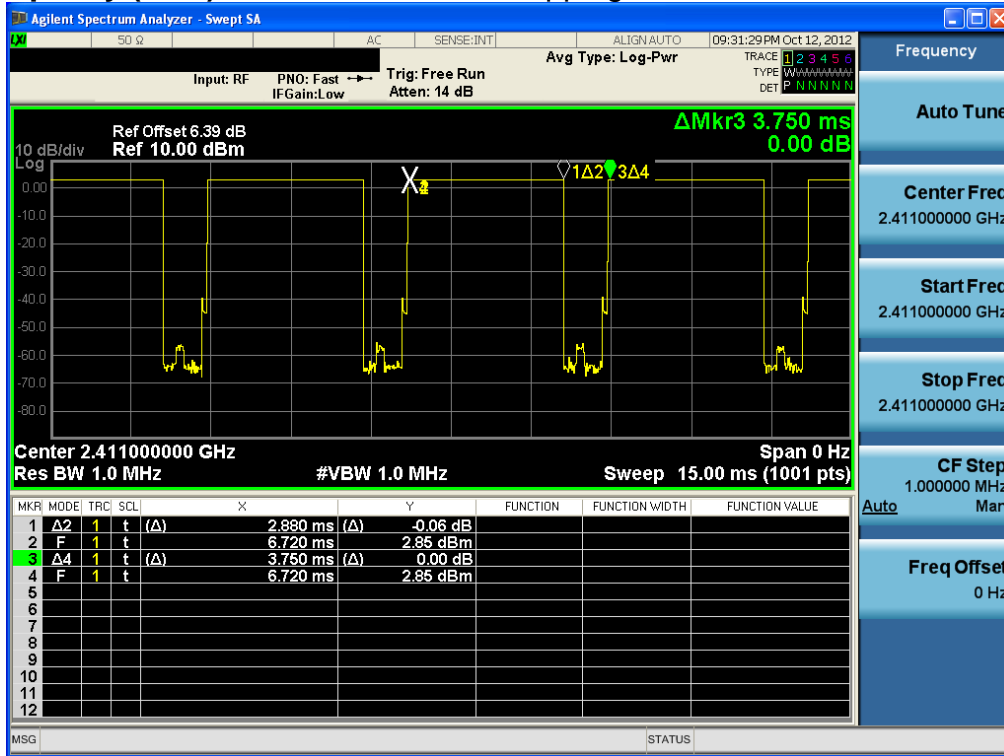 Agilent Spectrum Analyzer - Swept SA
LXI 50 Ω AC SENSE:INT ALIGN AUTO 09:31:29 PM Oct 12, 2012
Input: RF PNO: Fast Trig: Free Run Avg Type: Log-Pwr TRACE 1 2 3 4 5 6
IFGain:Low Atten: 14 dB TYPE W
DET P N N N N N
ΔMkr3 3.750 ms
0.00 dB
Ref Offset 6.39 dB
10 dB/div Ref 10.00 dBm
Log
0.00
-10.0
-20.0
-30.0
-40.0
-50.0
-60.0
-70.0
-80.0
X
1Δ2 3Δ4
Center 2.411000000 GHz Span 0 Hz
Res BW 1.0 MHz #VBW 1.0 MHz Sweep 15.00 ms (1001 pts)
MKR MODE TRC SCL X Y FUNCTION FUNCTION WIDTH FUNCTION VALUE
1 Δ2 1 t (Δ) 2.880 ms (Δ) -0.06 dB
2 F 1 t 6.720 ms 2.85 dBm
3 Δ4 1 t (Δ) 3.750 ms (Δ) 0.00 dB
4 F 1 t 6.720 ms 2.85 dBm
5
6
7
8
9
10
11
12
MSG STATUS
Frequency
Auto Tune
Center Freq
2.411000000 GHz
Start Freq
2.411000000 GHz
Stop Freq
2.411000000 GHz
CF Step
1.000000 MHz
Auto Man
Freq Offset
0 Hz